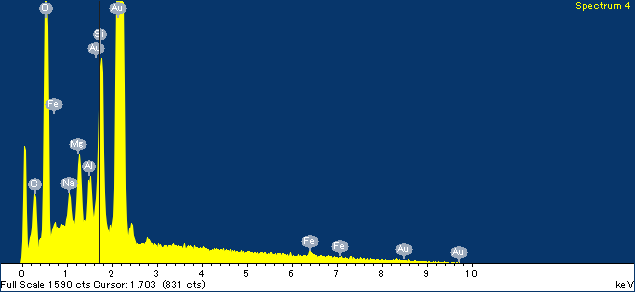 Spectrum 4
O
Au
Si
Au
Fe
Mg
Al
C
Na
Fe
Fe
Au
Au
0 1 2 3 4 5 6 7 8 9 10
Full Scale 1590 cts Cursor: 1.703 (831 cts) keV